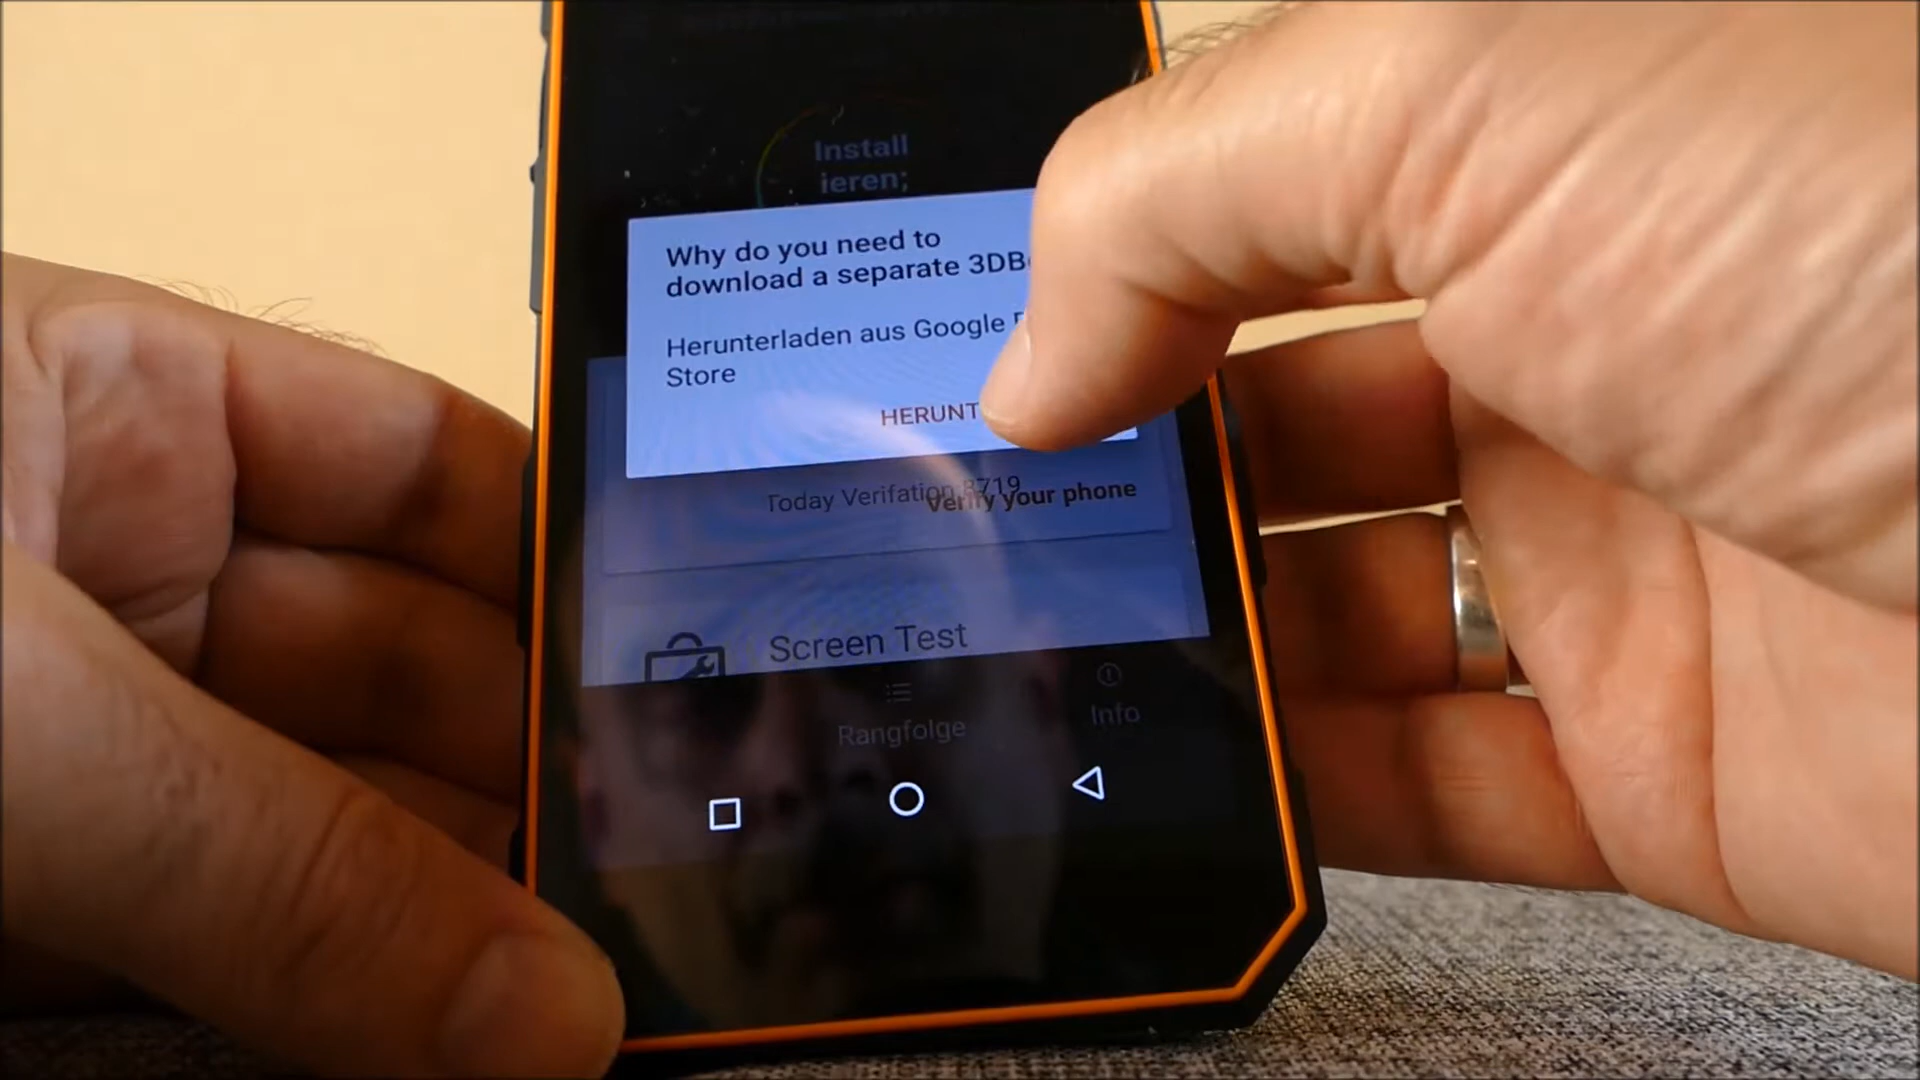 Install
ieren;
Why do you need to
download a separate 3DB
Herunterladen aus Google
Store
HERUNT
Today Verifation 8719
Verify your phone
Screen Test
Rangfolge
Info